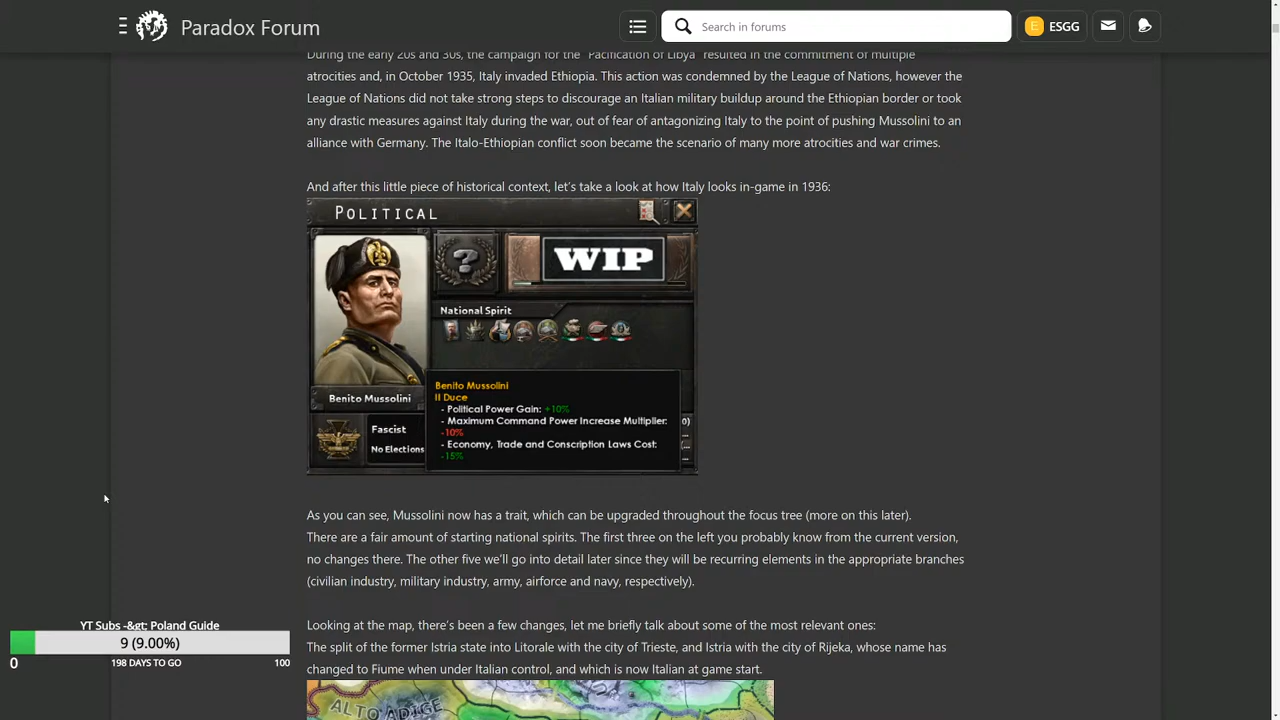 Paradox Forum
Search in forums
E
ESGG
During the early 20s and 30s, the campaign for the "Pacification of Libya" resulted in the commitment of multiple
atrocities and, in October 1935, Italy invaded Ethiopia. This action was condemned by the League of Nations, however the
League of Nations did not take strong steps to discourage an Italian military buildup around the Ethiopian border or took
any drastic measures against Italy during the war, out of fear of antagonizing Italy to the point of pushing Mussolini to an
alliance with Germany. The Italo-Ethiopian conflict soon became the scenario of many more atrocities and war crimes.
And after this little piece of historical context, let's take a look at how Italy looks in-game in 1936:
POLITICAL
?
WIP
National Spirit
Benito Mussolini
Il Duce
- Political Power Gain: +10%
- Maximum Command Power Increase Multiplier:
-10%
- Economy, Trade and Conscription Laws Cost:
-15%
Benito Mussolini
Fascist
No Elections
0)
As you can see, Mussolini now has a trait, which can be upgraded throughout the focus tree (more on this later).
There are a fair amount of starting national spirits. The first three on the left you probably know from the current version,
no changes there. The other five we'll go into detail later since they will be recurring elements in the appropriate branches
(civilian industry, military industry, army, airforce and navy, respectively).
Looking at the map, there's been a few changes, let me briefly talk about some of the most relevant ones:
The split of the former Istria state into Litorale with the city of Trieste, and Istria with the city of Rijeka, whose name has
changed to Fiume when under Italian control, and which is now Italian at game start.
ALTO ADIGE
YT Subs -&gt; Poland Guide
9 (9.00%)
0
198 DAYS TO GO
100